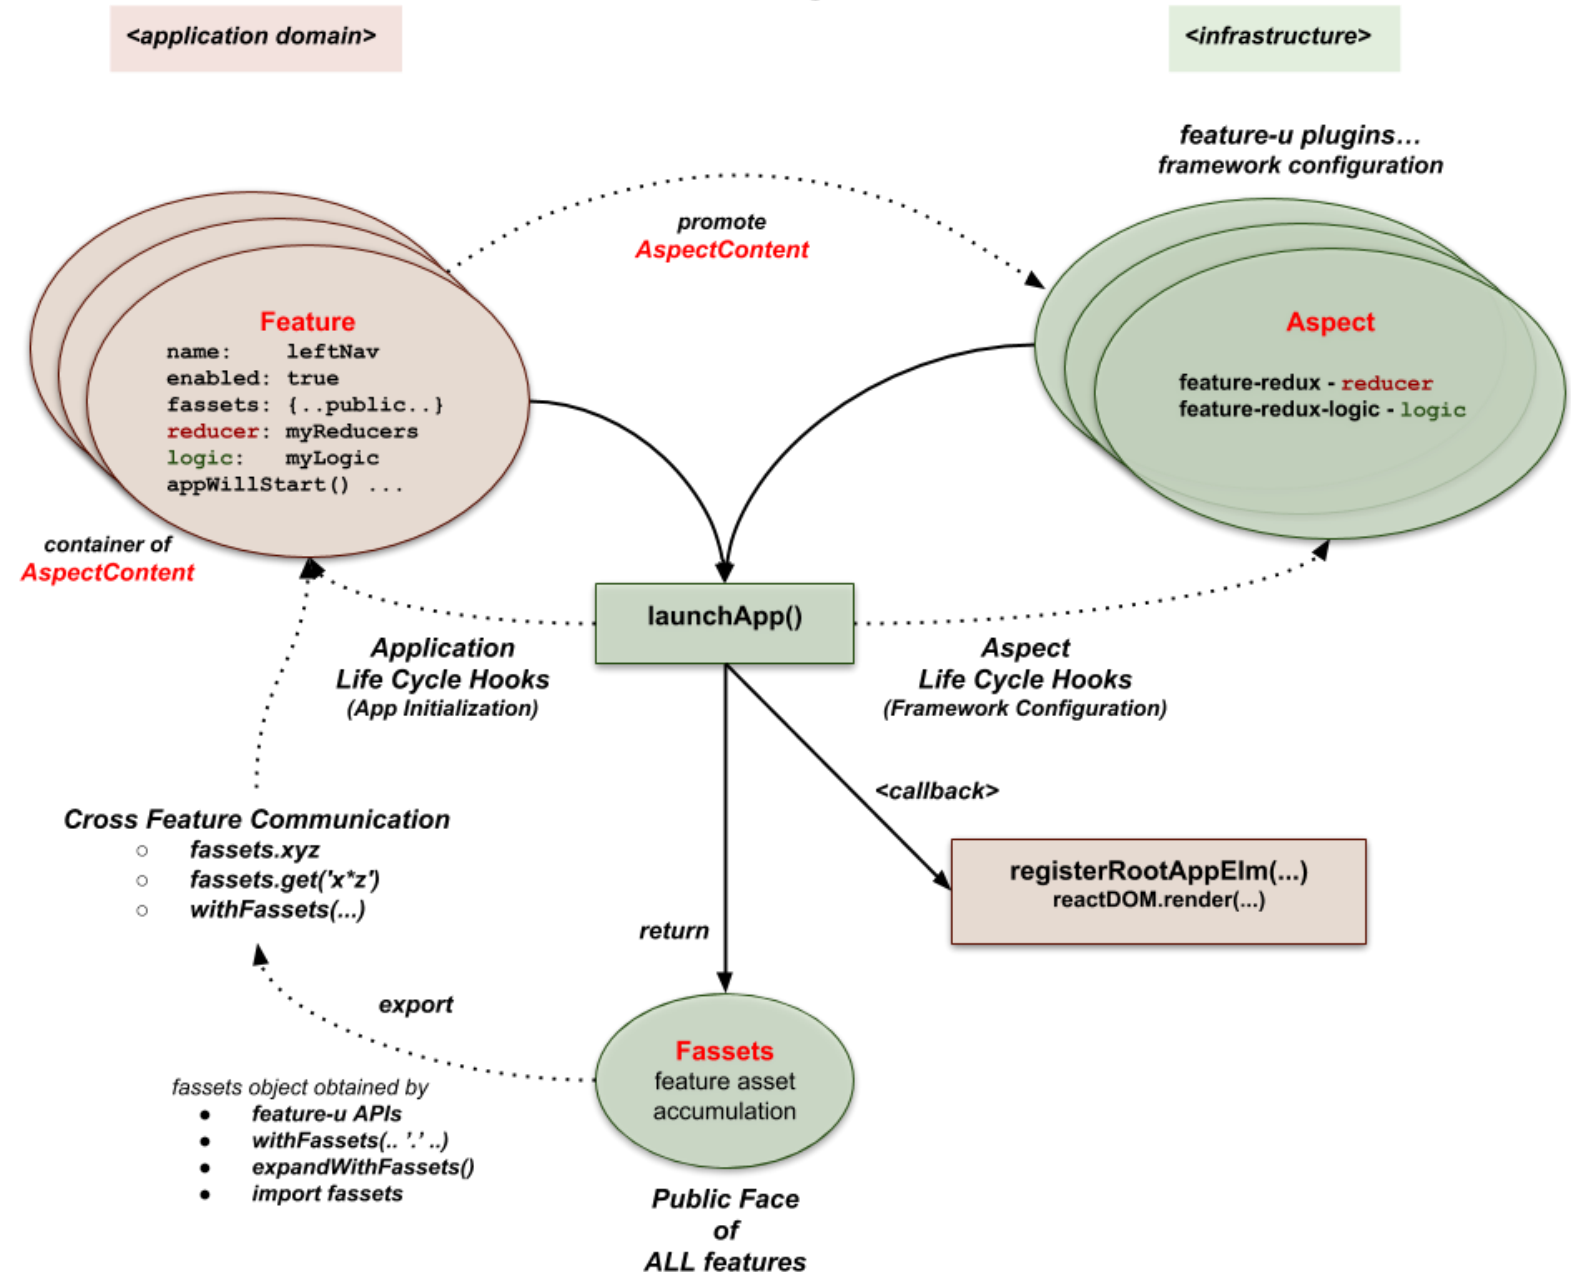 <application domain>
<infrastructure>
feature-u plugins...
framework configuration
promote
AspectContent
Feature
name: leftNav
enabled: true
fassets: {..public..}
reducer: myReducers
logic: myLogic
appWillStart() ...
Aspect
feature-redux - reducer
feature-redux-logic - logic
container of
AspectContent
launchApp()
Application
Life Cycle Hooks
(App Initialization)
Aspect
Life Cycle Hooks
(Framework Configuration)
<callback>
Cross Feature Communication
○ fassets.xyz
○ fassets.get('x*z')
○ withFassets(...)
registerRootAppElm(...)
reactDOM.render(...)
return
export
Fassets
feature asset
accumulation
fassets object obtained by
● feature-u APIs
● withFassets(.. '.' ..)
● expandWithFassets()
● import fassets
Public Face
of
ALL features